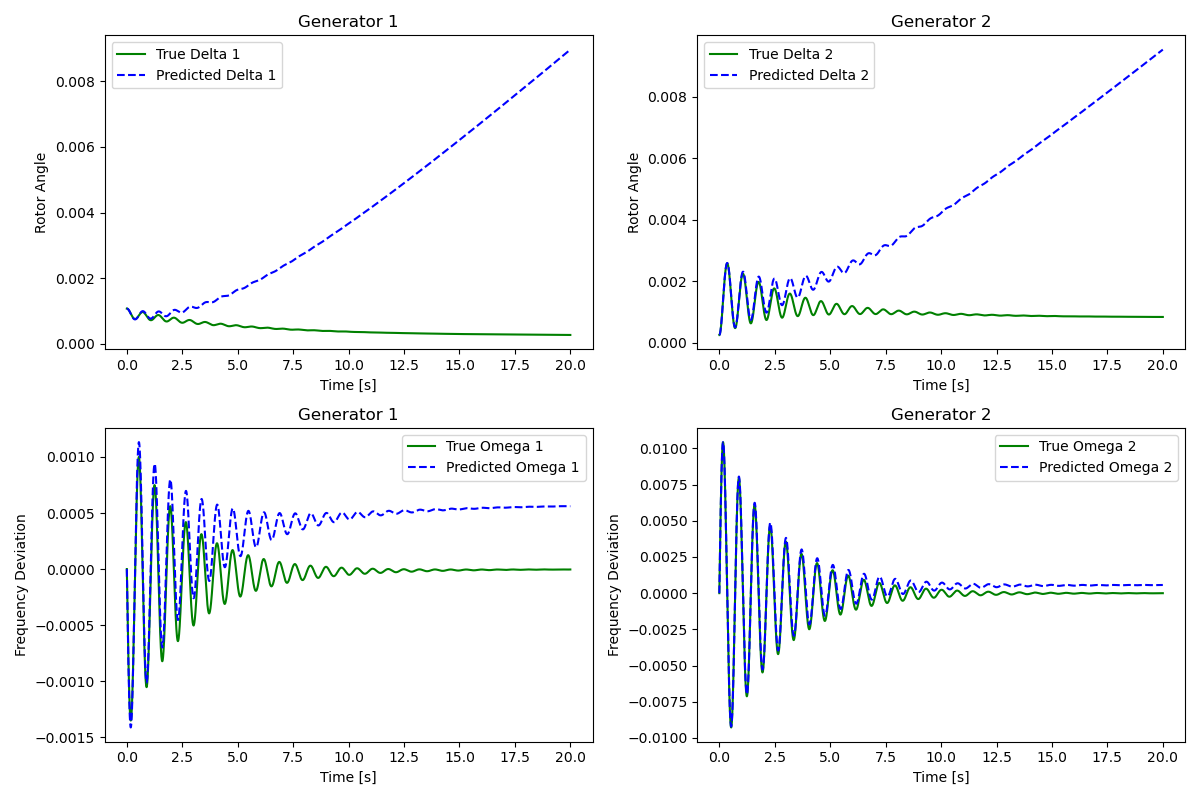 Generator 1
True Delta 1
Predicted Delta 1
0.008
0.006
0.004
0.002
0.000
Rotor Angle
0.0 2.5 5.0 7.5 10.0 12.5 15.0 17.5 20.0
Time [s]
Generator 2
True Delta 2
Predicted Delta 2
0.008
0.006
0.004
0.002
0.000
Rotor Angle
0.0 2.5 5.0 7.5 10.0 12.5 15.0 17.5 20.0
Time [s]
Generator 1
True Omega 1
Predicted Omega 1
0.0010
0.0005
0.0000
−0.0005
−0.0010
−0.0015
Frequency Deviation
0.0 2.5 5.0 7.5 10.0 12.5 15.0 17.5 20.0
Time [s]
Generator 2
True Omega 2
Predicted Omega 2
0.0100
0.0075
0.0050
0.0025
0.0000
−0.0025
−0.0050
−0.0075
−0.0100
Frequency Deviation
0.0 2.5 5.0 7.5 10.0 12.5 15.0 17.5 20.0
Time [s]